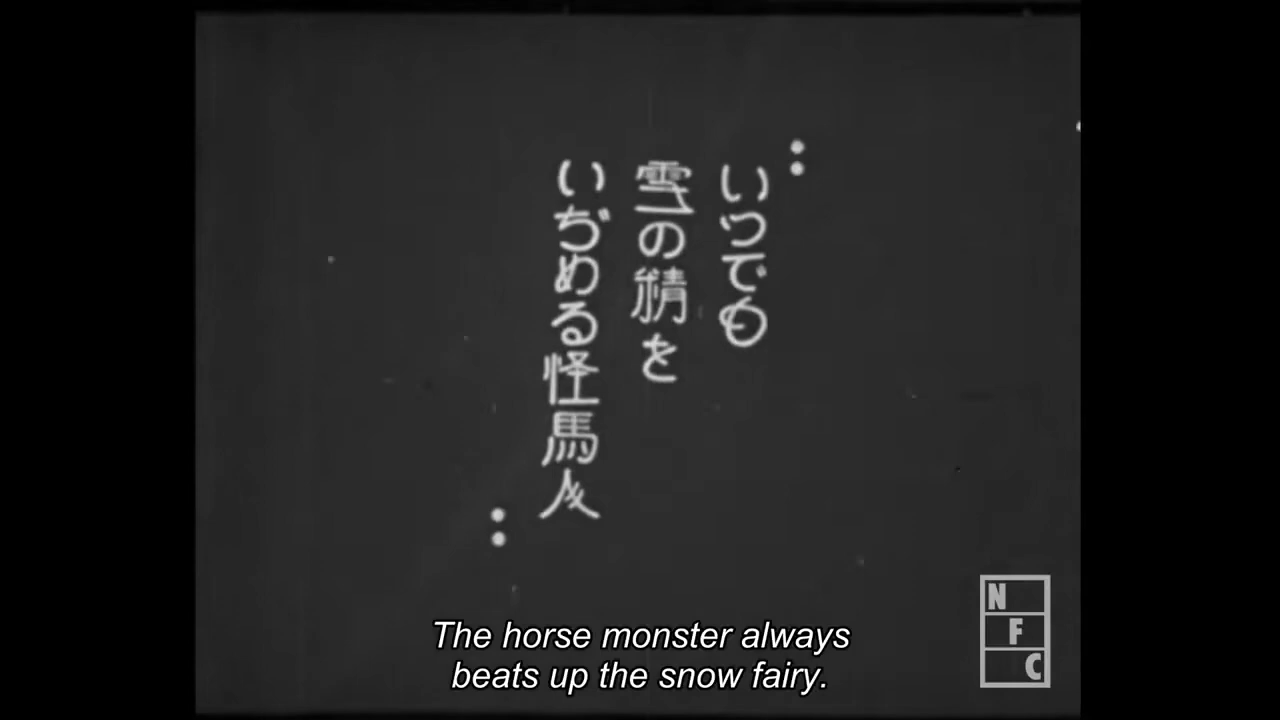 いつでも
雪の精を
いぢめる怪馬人
The horse monster always
beats up the snow fairy.
N
F
C